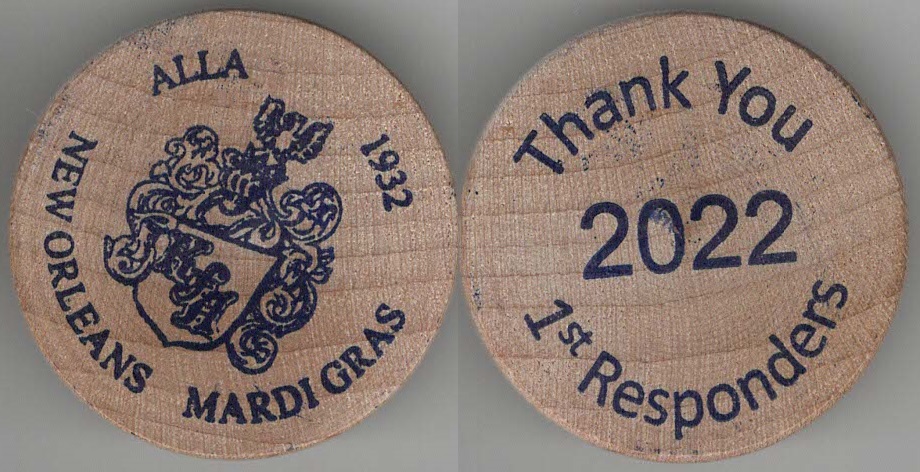 ALLA
1932
NEW ORLEANS
MARDI GRAS
Thank You
2022
1st Responders